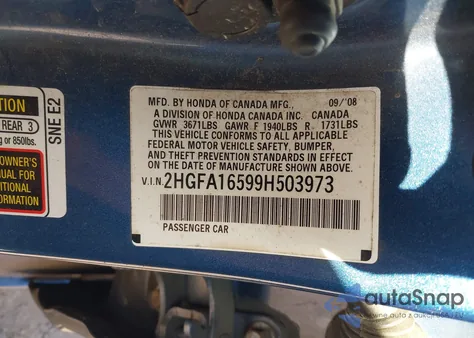 TION
REAR 3
g or 850lbs.
OWNER'S
NUAL FOR
ITIONAL
ORMATION
SNE E2
MFD. BY HONDA OF CANADA MFG., 09/'08
A DIVISION OF HONDA CANADA INC. CANADA
GVWR 3671LBS GAWR F 1940LBS R 1731LBS
THIS VEHICLE CONFORMS TO ALL APPLICABLE
FEDERAL MOTOR VEHICLE SAFETY, BUMPER,
AND THEFT PREVENTION STANDARDS IN EFFECT
ON THE DATE OF MANUFACTURE SHOWN ABOVE.
V.I.N. 2HGFA16599H503973
PASSENGER CAR
autoSnap